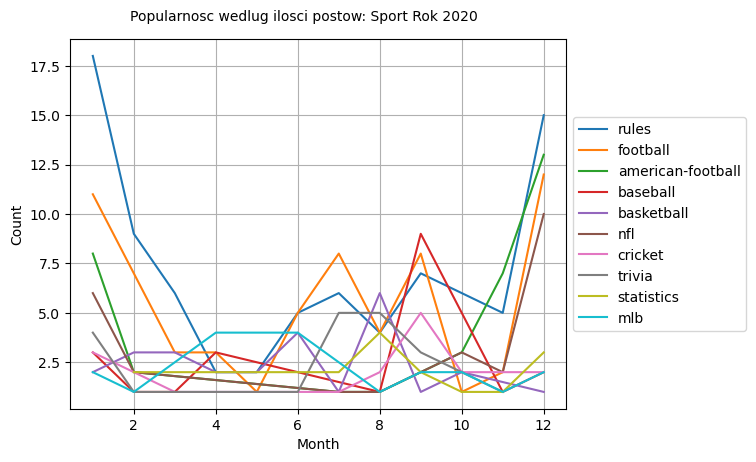 Popularnosc wedlug ilosci postow: Sport Rok 2020
Count
17.5
15.0
12.5
10.0
7.5
5.0
2.5
2
4
6
8
10
12
Month
rules
football
american-football
baseball
basketball
nfl
cricket
trivia
statistics
mlb